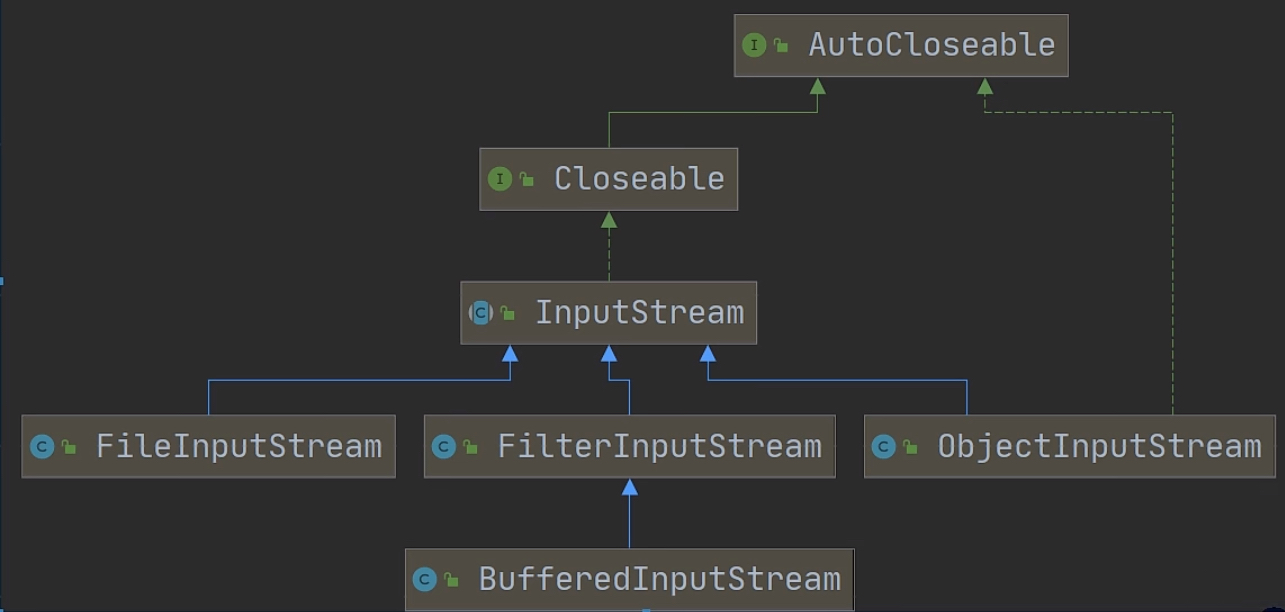 I AutoCloseable
I Closeable
C InputStream
C FileInputStream
C FilterInputStream
C ObjectInputStream
C BufferedInputStream